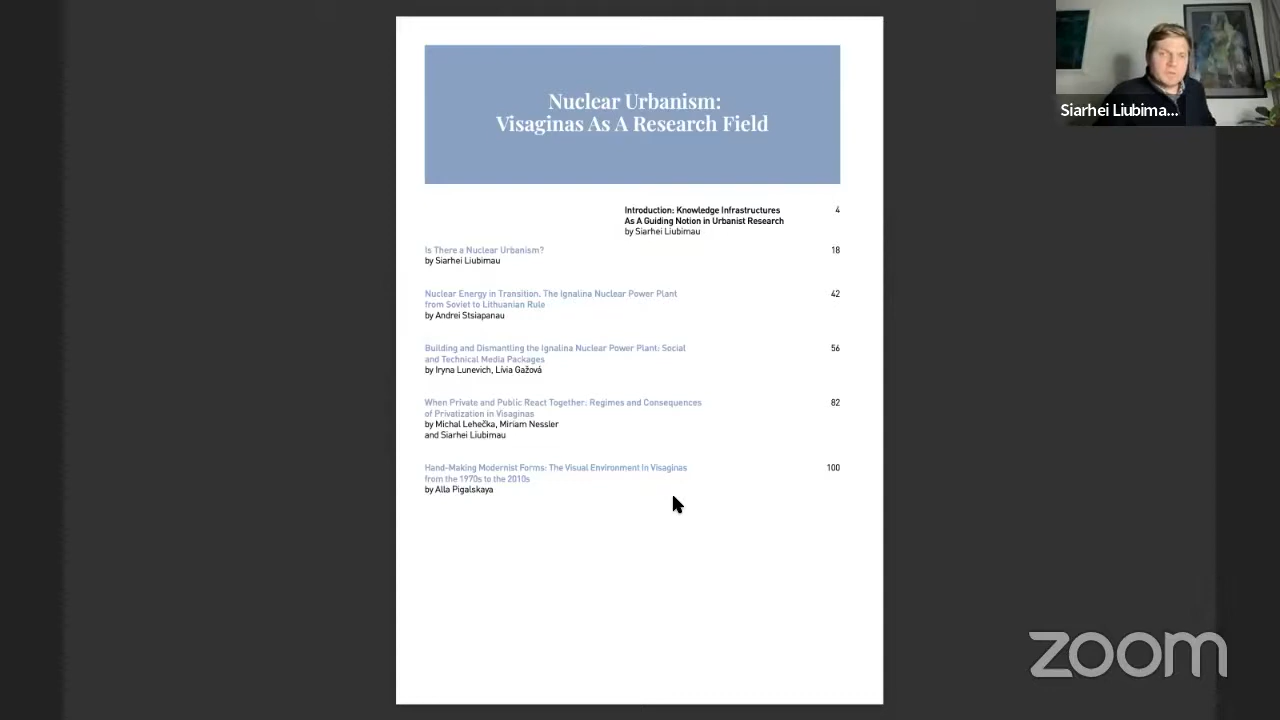 Nuclear Urbanism:
Visaginas As A Research Field
Introduction: Knowledge Infrastructures 4
As A Guiding Notion in Urbanist Research
by Siarhei Liubimau
Is There a Nuclear Urbanism? 18
by Siarhei Liubimau
Nuclear Energy in Transition. The Ignalina Nuclear Power Plant 42
from Soviet to Lithuanian Rule
by Andrei Stsiapanau
Building and Dismantling the Ignalina Nuclear Power Plant: Social 56
and Technical Media Packages
by Iryna Lunevich, Lívia Gažová
When Private and Public React Together: Regimes and Consequences 82
of Privatization in Visaginas
by Michal Lehečka, Miriam Nessler
and Siarhei Liubimau
Hand-Making Modernist Forms: The Visual Environment In Visaginas 100
from the 1970s to the 2010s
by Alla Pigalskaya
Siarhei Liubima...
zoom